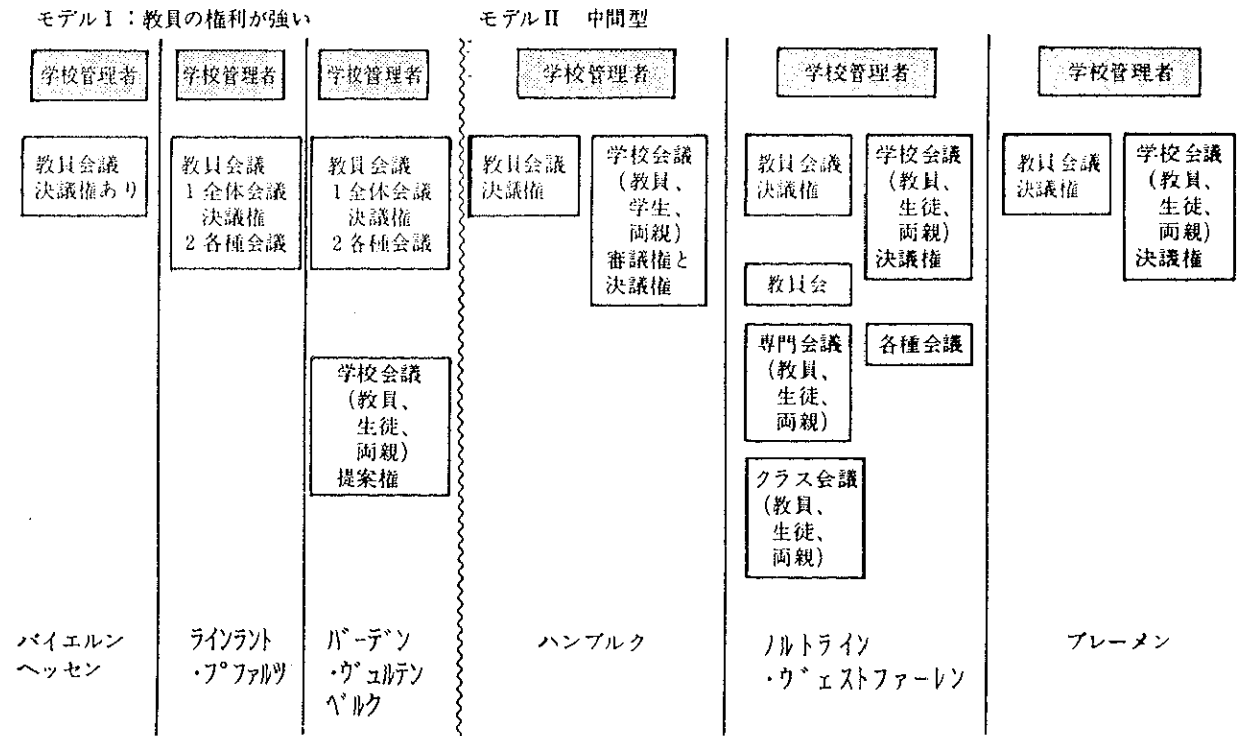 モデルⅠ：教員の権利が強い
モデルⅡ　中間型
学校管理者
教員会議
決議権あり
バイエルン
ヘッセン
学校管理者
教員会議
1 全体会議
決議権
2 各種会議
ラインラント
・プファルツ
学校管理者
教員会議
1 全体会議
決議権
2 各種会議
学校会議
（教員、
生徒、
両親）
提案権
バーデン
・ヴュルテン
ベルク
学校管理者
教員会議
決議権
学校会議
（教員、
学生、
両親）
審議権と
決議権
ハンブルク
学校管理者
教員会議
決議権
学校会議
（教員、
生徒、
両親）
決議権
教員会
専門会議
（教員、
生徒、
両親）
各種会議
クラス会議
（教員、
生徒、
両親）
ノルトライン
・ヴェストファーレン
学校管理者
教員会議
決議権
学校会議
（教員、
生徒、
両親）
決議権
ブレーメン